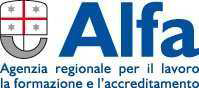 Alfa
Agenzia regionale per il lavoro
la formazione e l'accreditamento